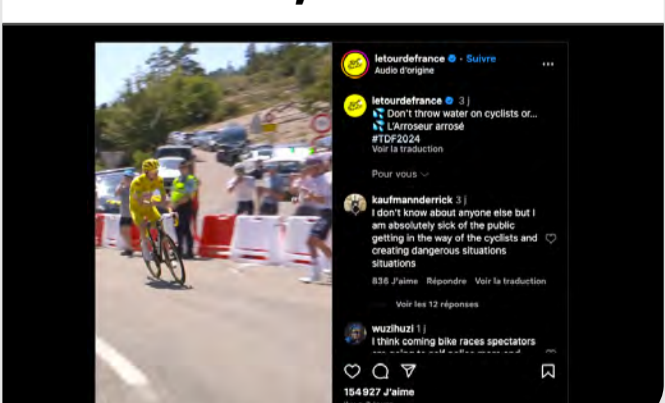 letourdefrance • Suivre
Audio d'origine
letourdefrance 3 j
💦 Don't throw water on cyclists or...
💦 L'Arroseur arrosé
#TDF2024
Voir la traduction
Pour vous
kaufmannderrick 3 j
I don't know about anyone else but I
am absolutely sick of the public
getting in the way of the cyclists and
creating dangerous situations
situations
836 J'aime Répondre Voir la traduction
Voir les 12 réponses
wuzihuzi 1 j
I think coming bike races spectators
154 927 J'aime